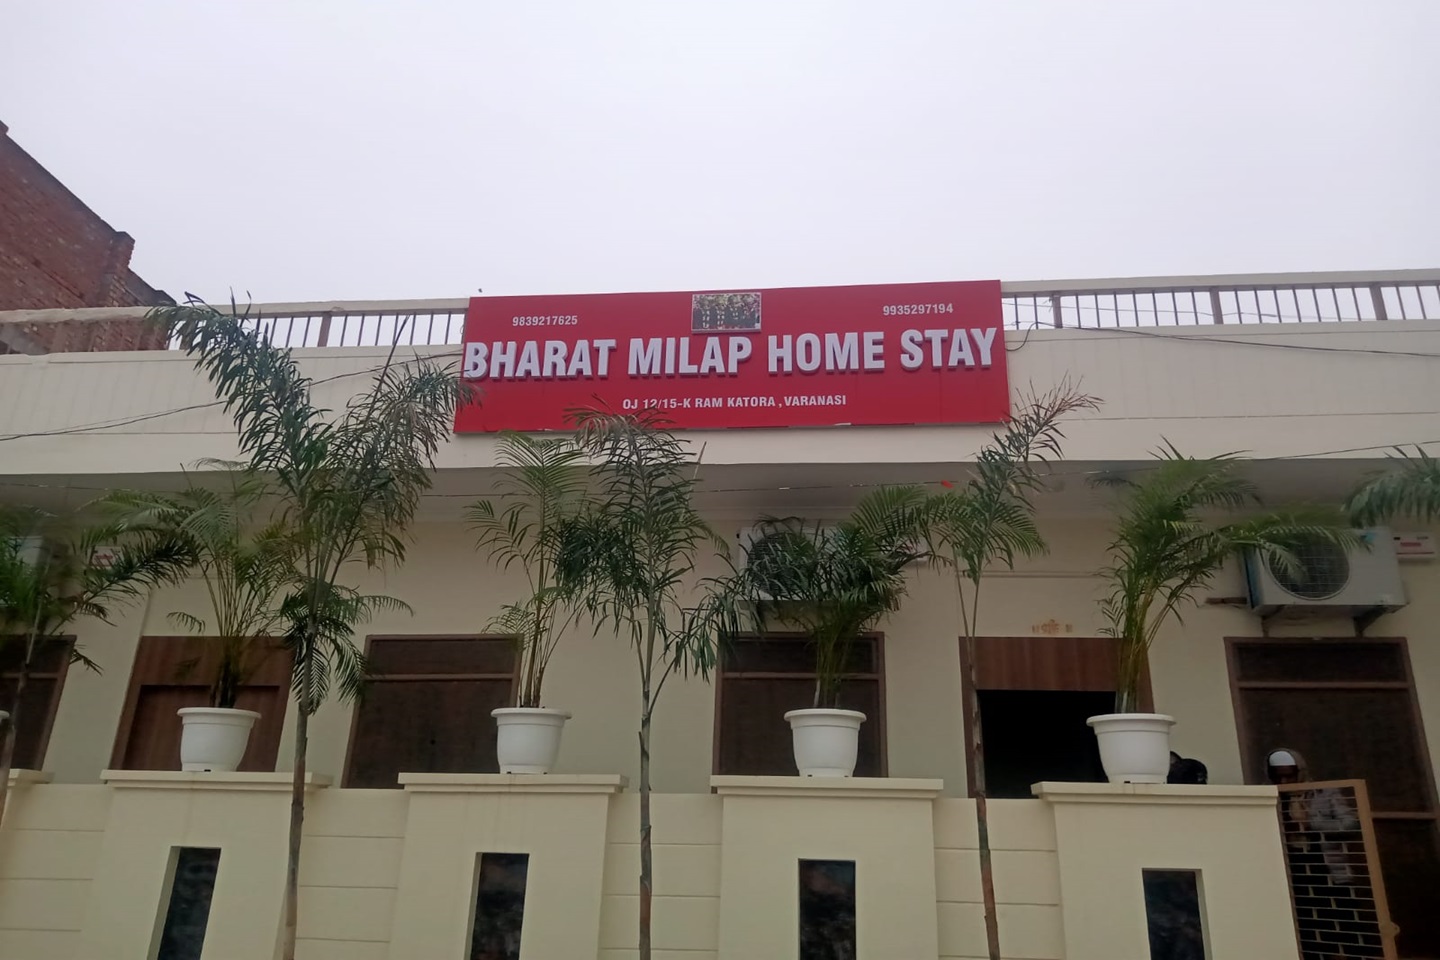 9839217625
9935297194
BHARAT MILAP HOME STAY
OJ 12/15-K RAM KATORA , VARANASI